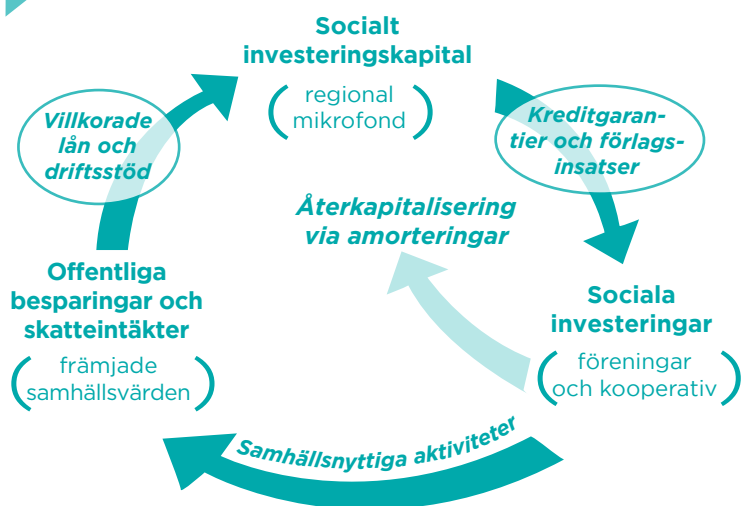 Socialt
investeringskapital
(regional
mikrofond)
Villkorade
lån och
driftsstöd
Kreditgaran-
tier och förlags-
insatser
Återkapitalisering
via amorteringar
Offentliga
besparingar och
skatteintäkter
(främjade
samhällsvärden)
Sociala
investeringar
(föreningar
och kooperativ)
Samhällsnyttiga aktiviteter